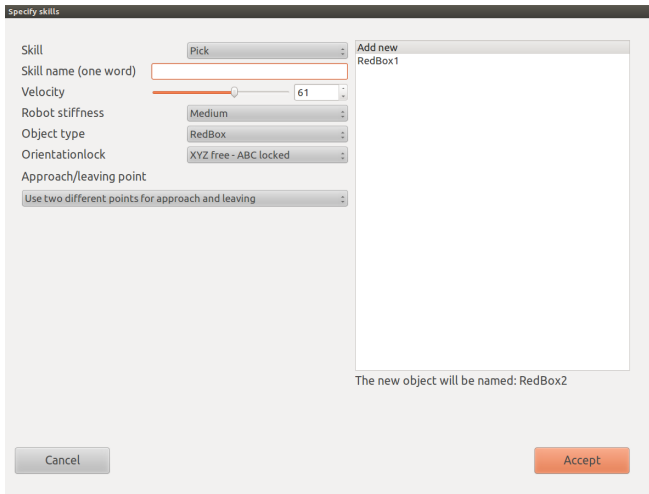 Specify skills
Skill Pick
Skill name (one word)
Velocity 61
Robot stiffness Medium
Object type RedBox
Orientationlock XYZ free - ABC locked
Approach/leaving point
Use two different points for approach and leaving
Add new
RedBox1
The new object will be named: RedBox2
Cancel
Accept